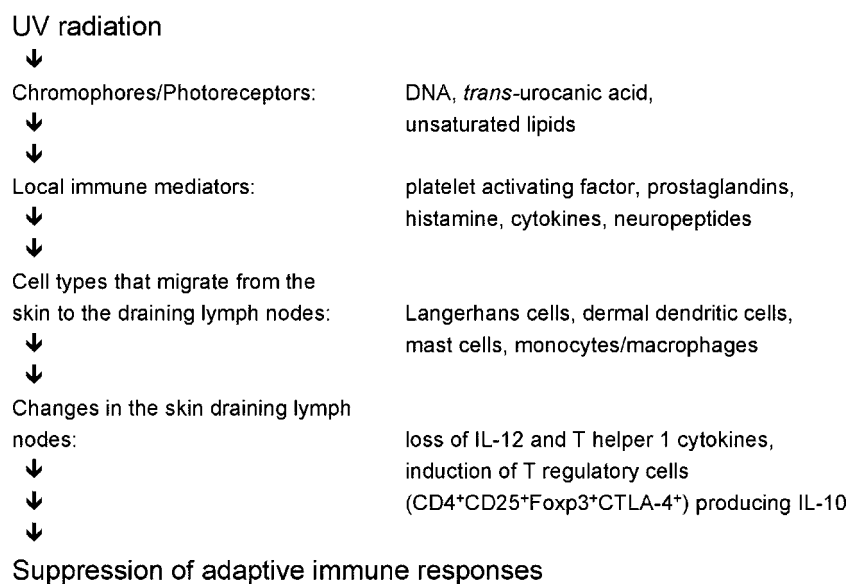 UV radiation
Chromophores/Photoreceptors: DNA, trans-urocanic acid,
unsaturated lipids
Local immune mediators: platelet activating factor, prostaglandins,
histamine, cytokines, neuropeptides
Cell types that migrate from the
skin to the draining lymph nodes: Langerhans cells, dermal dendritic cells,
mast cells, monocytes/macrophages
Changes in the skin draining lymph
nodes: loss of IL-12 and T helper 1 cytokines,
induction of T regulatory cells
(CD4⁺CD25⁺Foxp3⁺CTLA-4⁺) producing IL-10
Suppression of adaptive immune responses